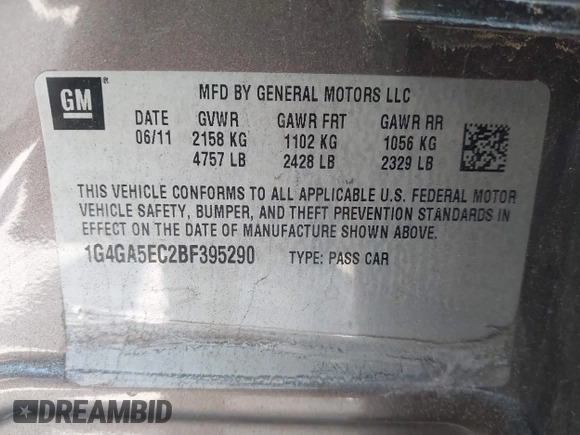 GM
MFD BY GENERAL MOTORS LLC
DATE GVWR GAWR FRT GAWR RR
06/11 2158 KG 1102 KG 1056 KG
4757 LB 2428 LB 2329 LB
THIS VEHICLE CONFORMS TO ALL APPLICABLE U.S. FEDERAL MOTOR
VEHICLE SAFETY, BUMPER, AND THEFT PREVENTION STANDARDS IN
EFFECT ON THE DATE OF MANUFACTURE SHOWN ABOVE.
1G4GA5EC2BF395290 TYPE: PASS CAR
DREAMBID